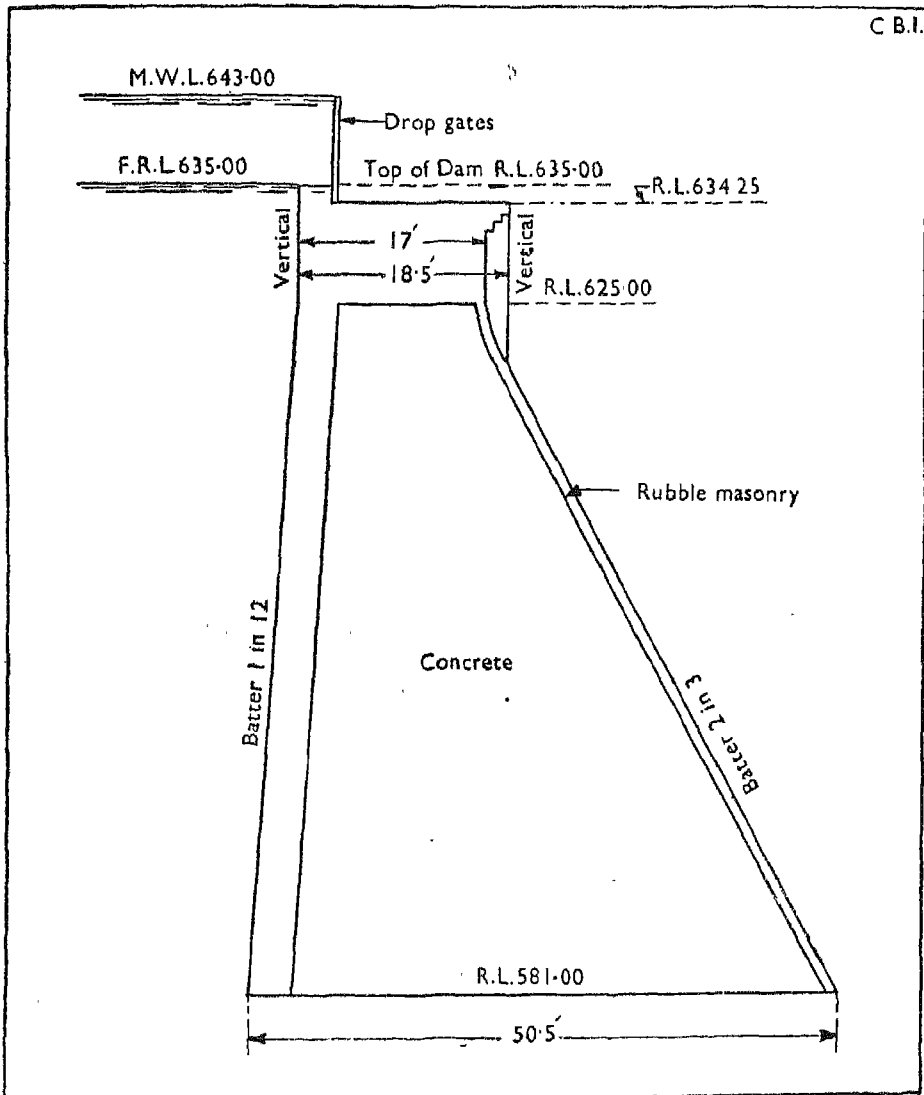 C B.I.
M.W.L.643·00
Drop gates
F.R.L.635·00
Top of Dam R.L.635·00
R.L.634 25
Vertical
17′
18·5′
Vertical
R.L.625·00
Rubble masonry
Batter 1 in 12
Concrete
Batter 2 in 3
R.L.581·00
50·5′